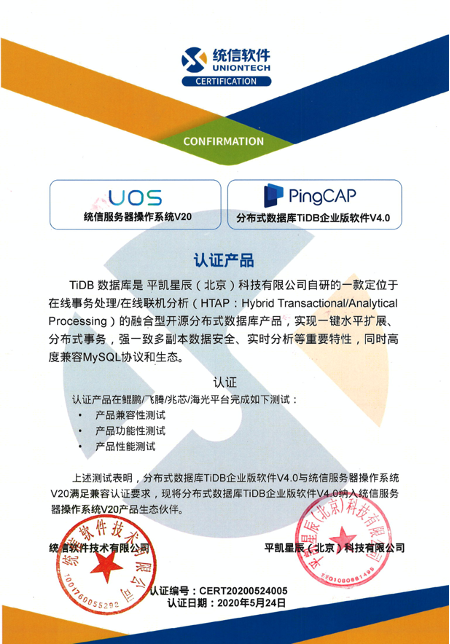 统信软件
UNIONTECH
CERTIFICATION
CONFIRMATION
UOS
统信服务器操作系统V20
PingCAP
分布式数据库TiDB企业版软件V4.0
认证产品
TiDB 数据库是 平凯星辰（北京）科技有限公司自研的一款定位于
在线事务处理/在线联机分析（HTAP：Hybrid Transactional/Analytical
Processing）的融合型开源分布式数据库产品，实现一键水平扩展、
分布式事务，强一致多副本数据安全、实时分析等重要特性，同时高
度兼容MySQL协议和生态。
认证
认证产品在鲲鹏/飞腾/兆芯/海光平台完成如下测试：
• 产品兼容性测试
• 产品功能性测试
• 产品性能测试
上述测试表明，分布式数据库TiDB企业版软件V4.0与统信服务器操作系统
V20满足兼容认证要求，现将分布式数据库TiDB企业版软件V4.0纳入统信服务
器操作系统V20产品生态伙伴。
统信软件技术有限公司
平凯星辰（北京）科技有限公司
统信软件技术有限公司
平凯星辰（北京）科技有限公司
认证编号：CERT20200524005
认证日期：2020年5月24日